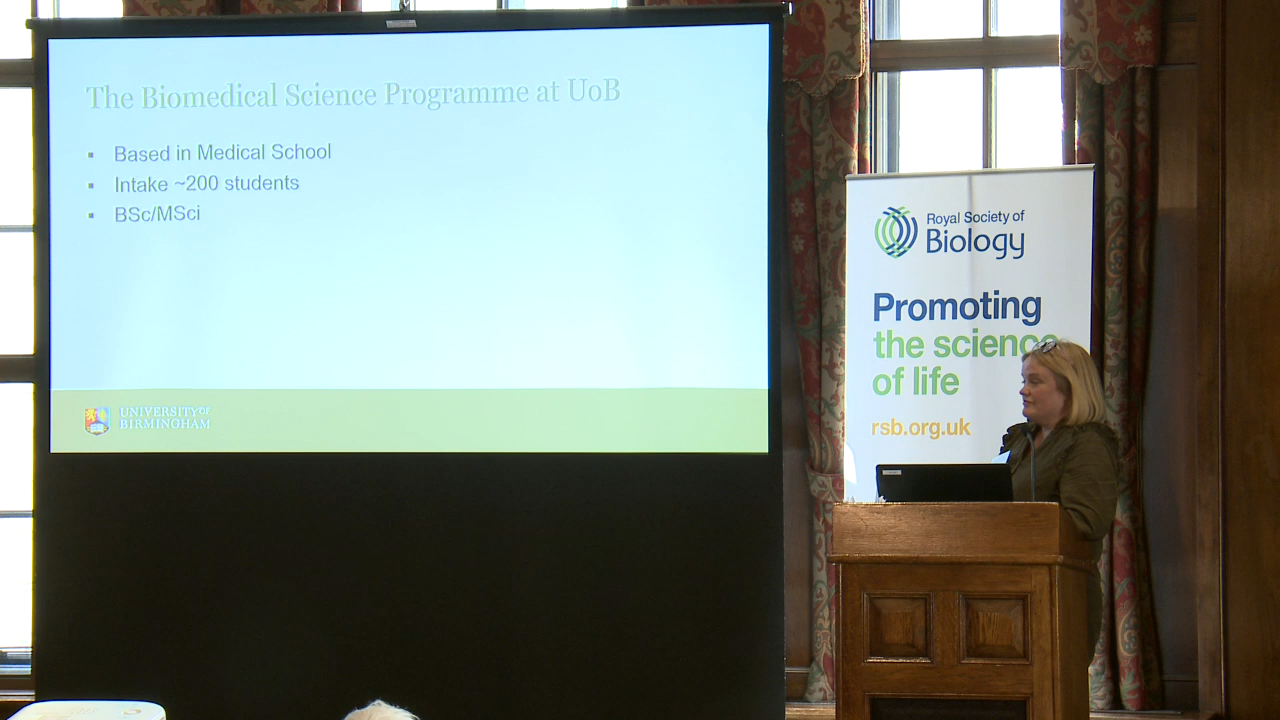 The Biomedical Science Programme at UoB
▪ Based in Medical School
▪ Intake ~200 students
▪ BSc/MSci
UNIVERSITY OF
BIRMINGHAM
Royal Society of
Biology
Promoting
the science
of life
rsb.org.uk